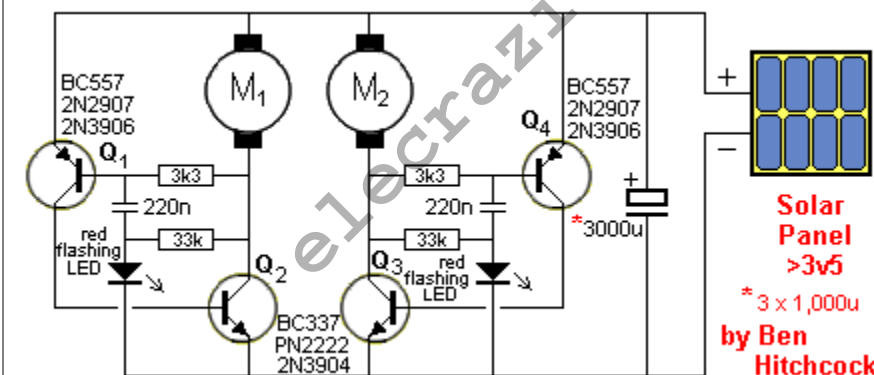 BC557
2N2907
2N3906
Q1
M1
M2
BC557
2N2907
2N3906
Q4
+
−
3k3
220n
33k
red
flashing
LED
Q2
3k3
220n
33k
Q3
red
flashing
LED
+
*3000u
BC337
PN2222
2N3904
Solar
Panel
>3v5
* 3 x 1,000u
by Ben
Hitchcock
elecrazi